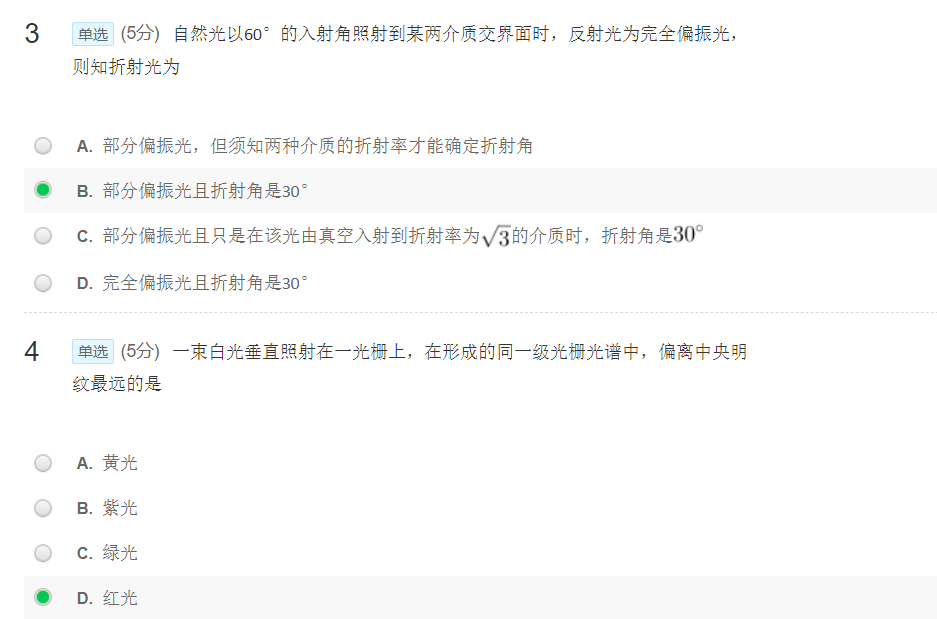 3 单选 (5分) 自然光以60°的入射角照射到某两介质交界面时，反射光为完全偏振光，
则知折射光为
A. 部分偏振光，但须知两种介质的折射率才能确定折射角
B. 部分偏振光且折射角是30°
C. 部分偏振光且只是在该光由真空入射到折射率为√3的介质时，折射角是30°
D. 完全偏振光且折射角是30°
4 单选 (5分) 一束白光垂直照射在一光栅上，在形成的同一级光栅光谱中，偏离中央明
纹最远的是
A. 黄光
B. 紫光
C. 绿光
D. 红光